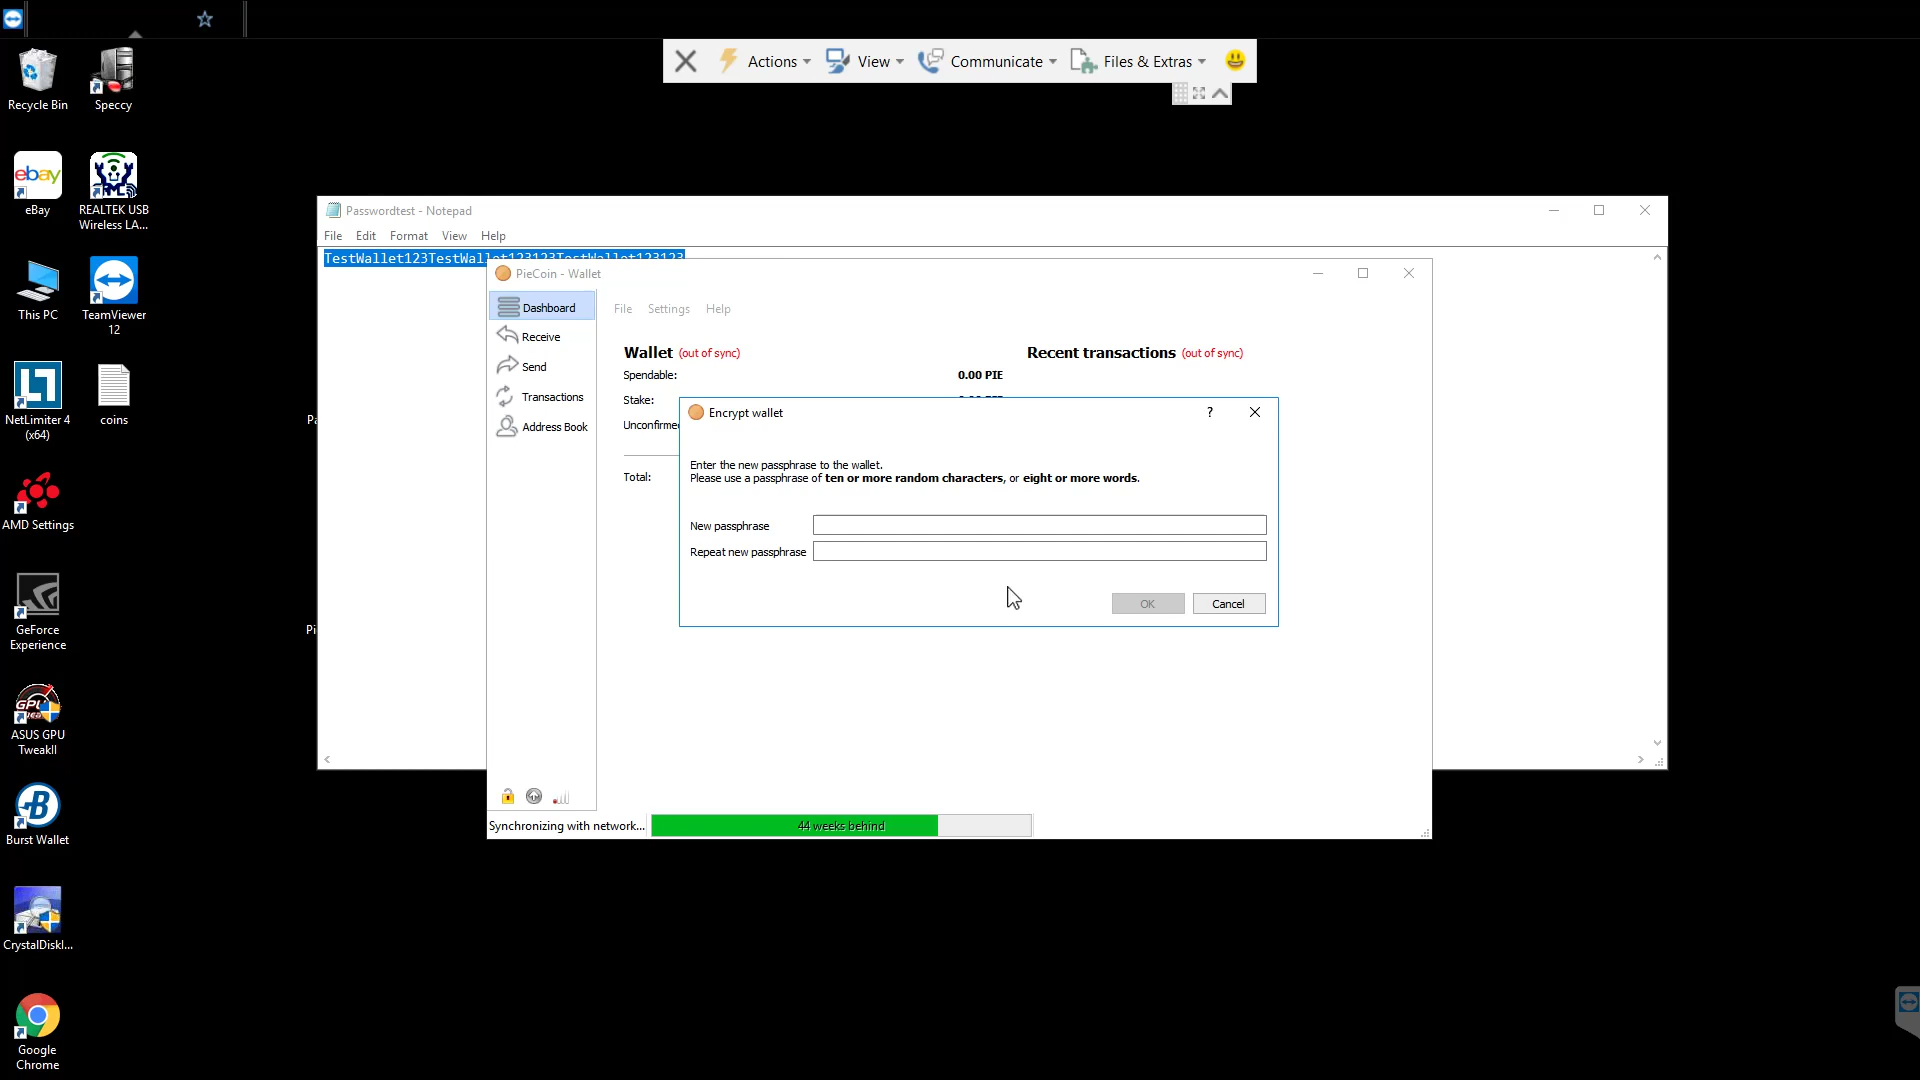 Actions
View
Communicate
Files & Extras
Recycle Bin
Speccy
eBay
REALTEK USB
Wireless LA...
This PC
TeamViewer
12
NetLimiter 4
(x64)
coins
AMD Settings
GeForce
Experience
ASUS GPU
TweakII
Burst Wallet
CrystalDiskI...
Google
Chrome
Pa
Pi
Passwordtest - Notepad
File Edit Format View Help
TestWallet123TestWallet123123TestWallet123123
PieCoin - Wallet
Dashboard
Receive
Send
Transactions
Address Book
File Settings Help
Wallet (out of sync)
Recent transactions (out of sync)
Spendable: 0.00 PIE
Stake:
Unconfirmed
Total:
Encrypt wallet
?
Enter the new passphrase to the wallet.
Please use a passphrase of ten or more random characters, or eight or more words.
New passphrase
Repeat new passphrase
OK
Cancel
Synchronizing with network...
44 weeks behind